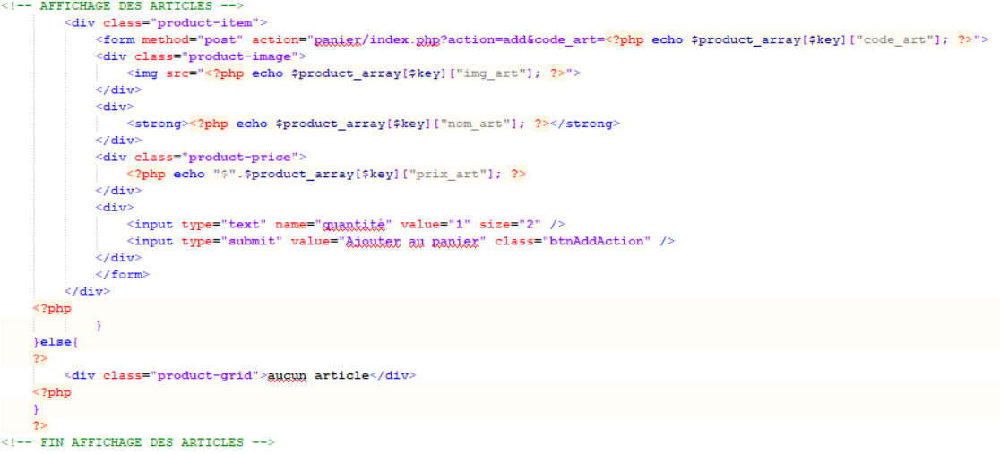 <!-- AFFICHAGE DES ARTICLES -->
<div class="product-item">
<form method="post" action="panier/index.php?action=add&code_art=<?php echo $product_array[$key]["code_art"]; ?>">
<div class="product-image">
<img src="<?php echo $product_array[$key]["img_art"]; ?>">
</div>
<div>
<strong><?php echo $product_array[$key]["nom_art"]; ?></strong>
</div>
<div class="product-price">
<?php echo "$".$product_array[$key]["prix_art"]; ?>
</div>
<div>
<input type="text" name="quantité" value="1" size="2" />
<input type="submit" value="Ajouter au panier" class="btnAddAction" />
</div>
</form>
</div>
<?php
}
}else{
?>
<div class="product-grid">aucun article</div>
<?php
}
?>
<!-- FIN AFFICHAGE DES ARTICLES -->